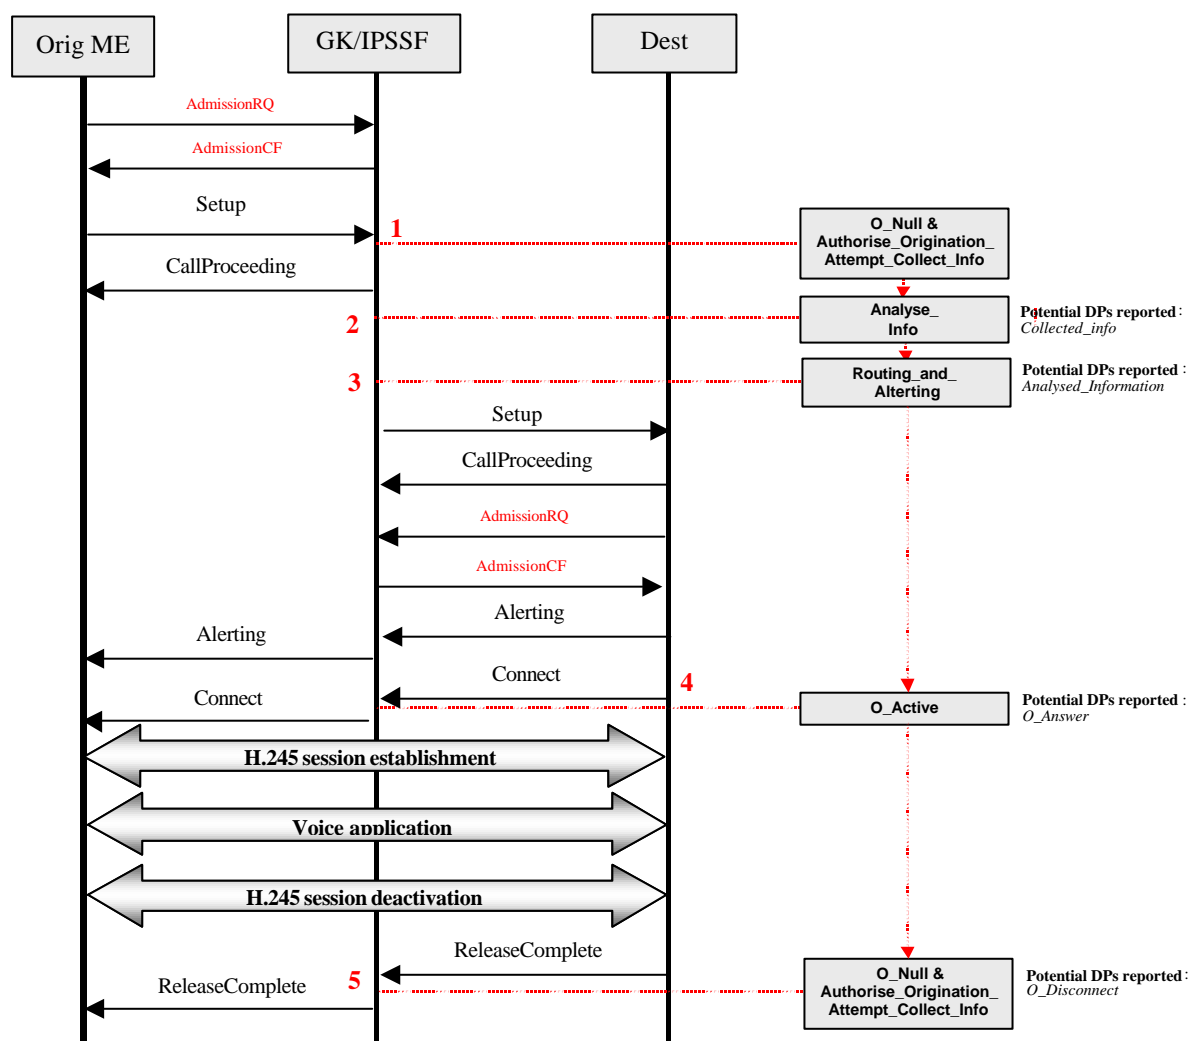 Orig ME
GK/IPSSF
Dest
AdmissionRQ
AdmissionCF
Setup
1
O_Null &
Authorise_Origination_
Attempt_Collect_Info
CallProceeding
2
Analyse_
Info
Potential DPs reported :
Collected_info
3
Routing_and_
Alterting
Potential DPs reported :
Analysed_Information
Setup
CallProceeding
AdmissionRQ
AdmissionCF
Alerting
Alerting
Connect
4
Connect
O_Active
Potential DPs reported :
O_Answer
H.245 session establishment
Voice application
H.245 session deactivation
ReleaseComplete
5
ReleaseComplete
O_Null &
Authorise_Origination_
Attempt_Collect_Info
Potential DPs reported:
O_Disconnect